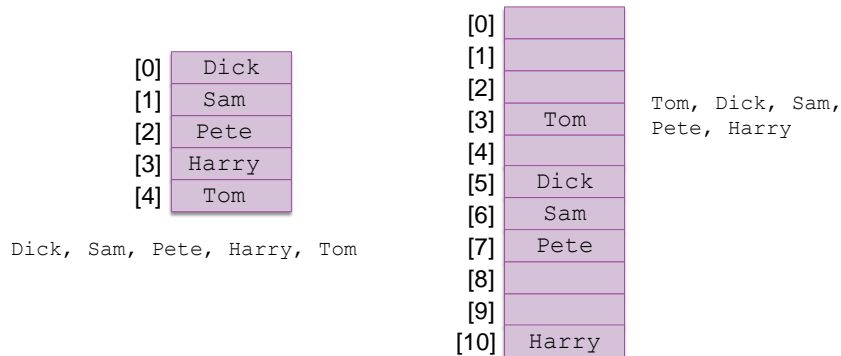 [0] Dick
[1] Sam
[2] Pete
[3] Harry
[4] Tom
Dick, Sam, Pete, Harry, Tom
[0]
[1]
[2]
[3] Tom
[4]
[5] Dick
[6] Sam
[7] Pete
[8]
[9]
[10] Harry
Tom, Dick, Sam,
Pete, Harry